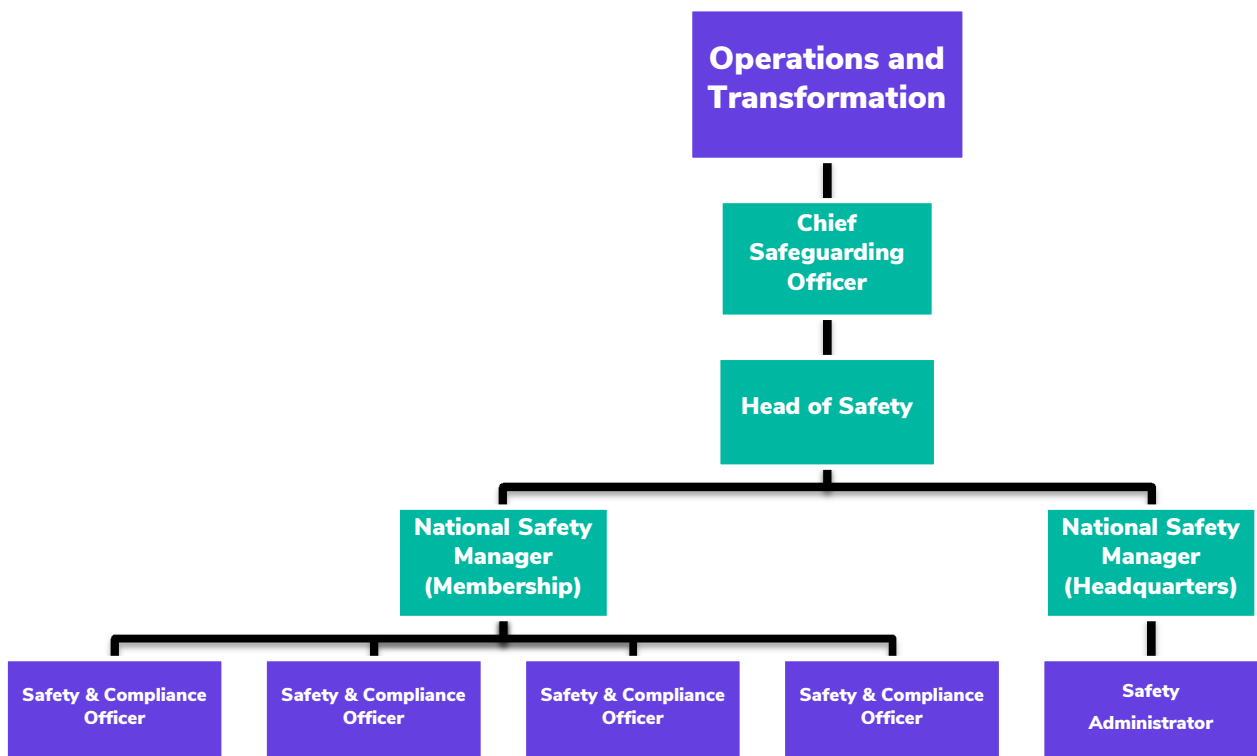 Operations and
Transformation
Chief
Safeguarding
Officer
Head of Safety
National Safety
Manager
(Membership)
National Safety
Manager
(Headquarters)
Safety & Compliance
Officer
Safety & Compliance
Officer
Safety & Compliance
Officer
Safety & Compliance
Officer
Safety
Administrator